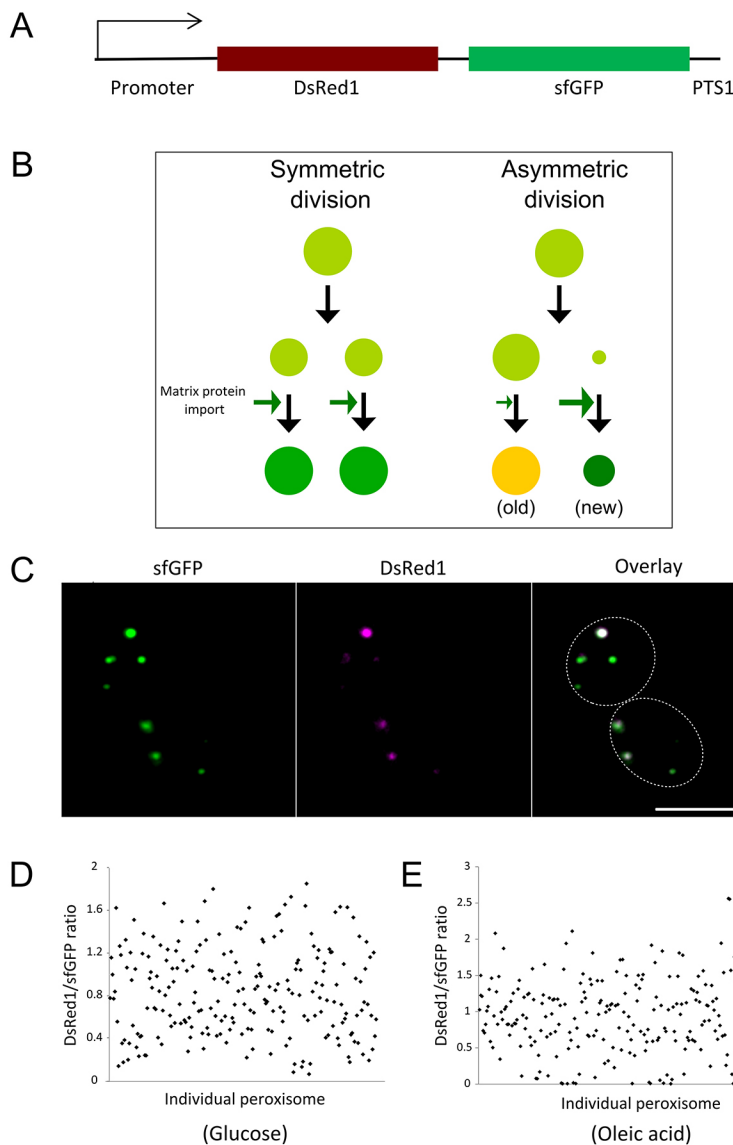 A
Promoter
DsRed1
sfGFP
PTS1
B
Symmetric
division
Asymmetric
division
Matrix protein
import
(old)
(new)
C
sfGFP
DsRed1
Overlay
D
DsRed1/sfGFP ratio
2
1.6
1.2
0.8
0.4
0
Individual peroxisome
(Glucose)
E
DsRed1/sfGFP ratio
3
2.5
2
1.5
1
0.5
0
Individual peroxisome
(Oleic acid)